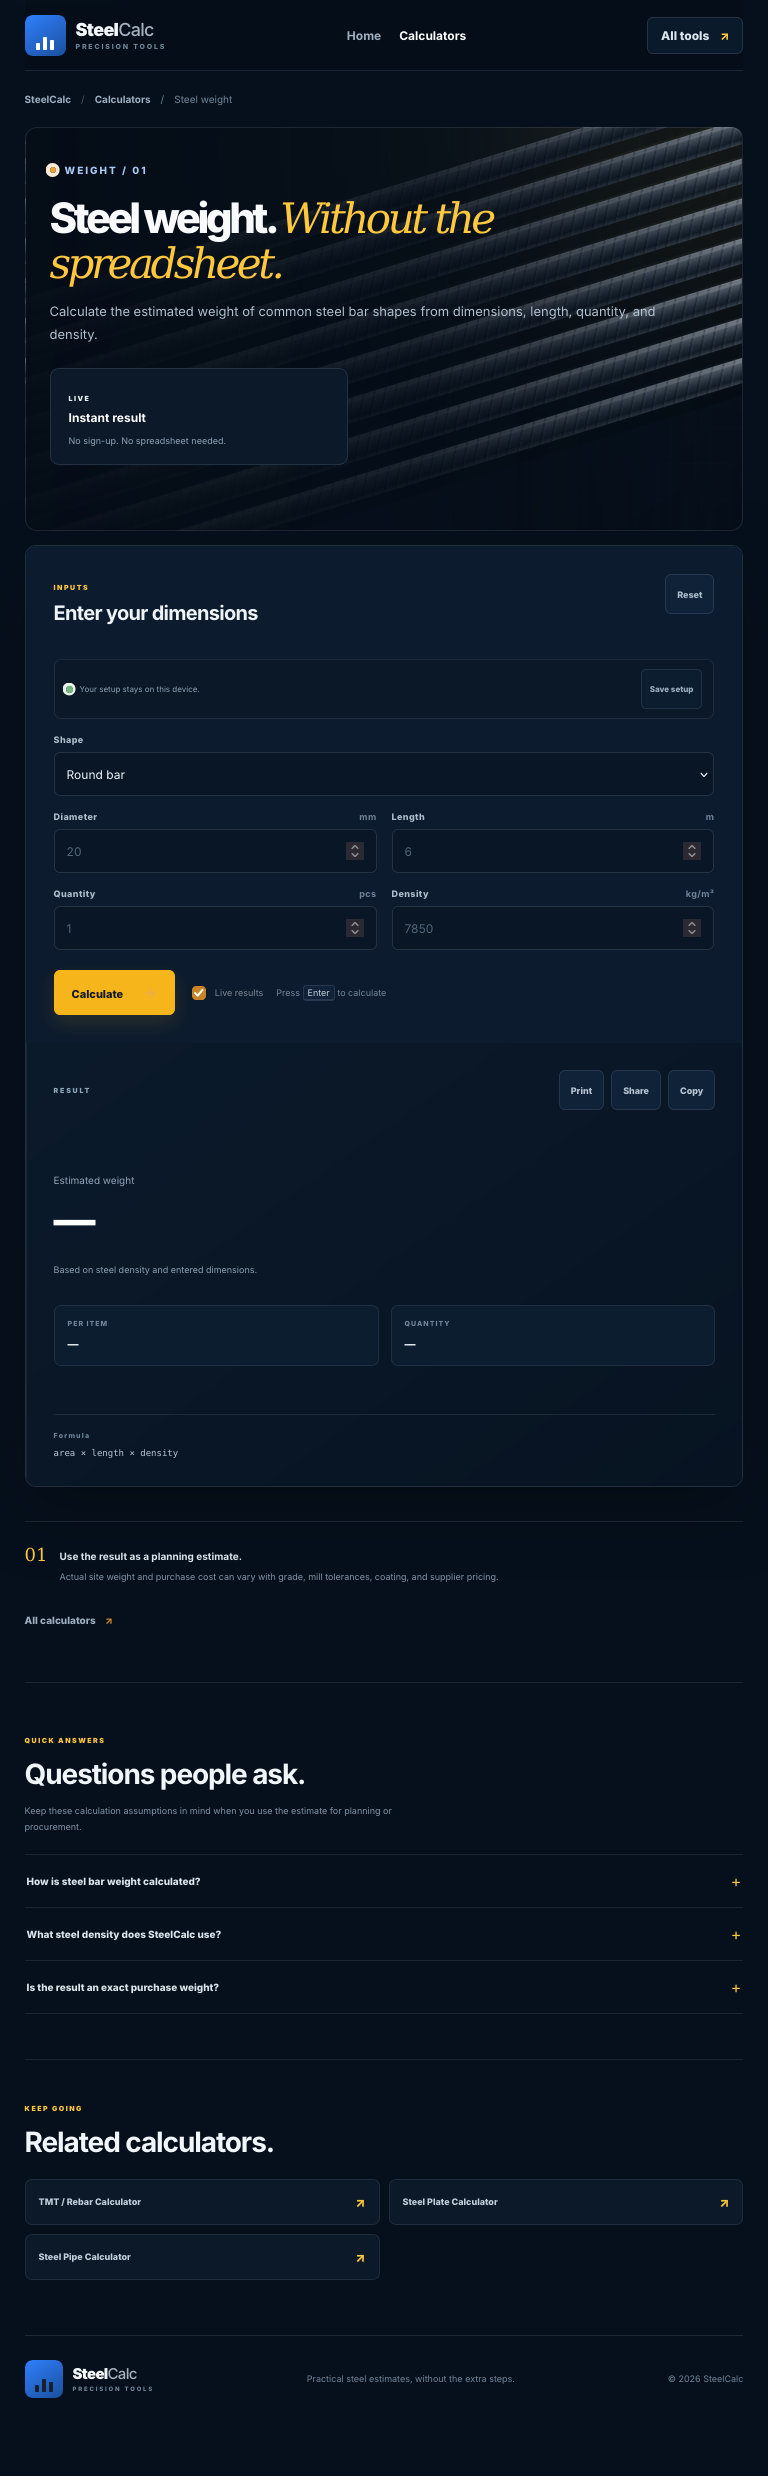 SteelCalc
PRECISION TOOLS
Home
Calculators
All tools
SteelCalc / Calculators / Steel weight
WEIGHT / 01
Steel weight. Without the
spreadsheet.
Calculate the estimated weight of common steel bar shapes from dimensions, length, quantity, and
density.
LIVE
Instant result
No sign-up. No spreadsheet needed.
INPUTS
Enter your dimensions
Reset
Your setup stays on this device.
Save setup
Shape
Round bar
Diameter mm
20
Length m
6
Quantity pcs
1
Density kg/m³
7850
Calculate
Live results
Press Enter to calculate
RESULT
Print
Share
Copy
Estimated weight
—
Based on steel density and entered dimensions.
PER ITEM
—
QUANTITY
—
Formula
area × length × density
01
Use the result as a planning estimate.
Actual site weight and purchase cost can vary with grade, mill tolerances, coating, and supplier pricing.
All calculators
QUICK ANSWERS
Questions people ask.
Keep these calculation assumptions in mind when you use the estimate for planning or
procurement.
How is steel bar weight calculated? +
What steel density does SteelCalc use? +
Is the result an exact purchase weight? +
KEEP GOING
Related calculators.
TMT / Rebar Calculator
Steel Plate Calculator
Steel Pipe Calculator
SteelCalc
PRECISION TOOLS
Practical steel estimates, without the extra steps.
© 2026 SteelCalc